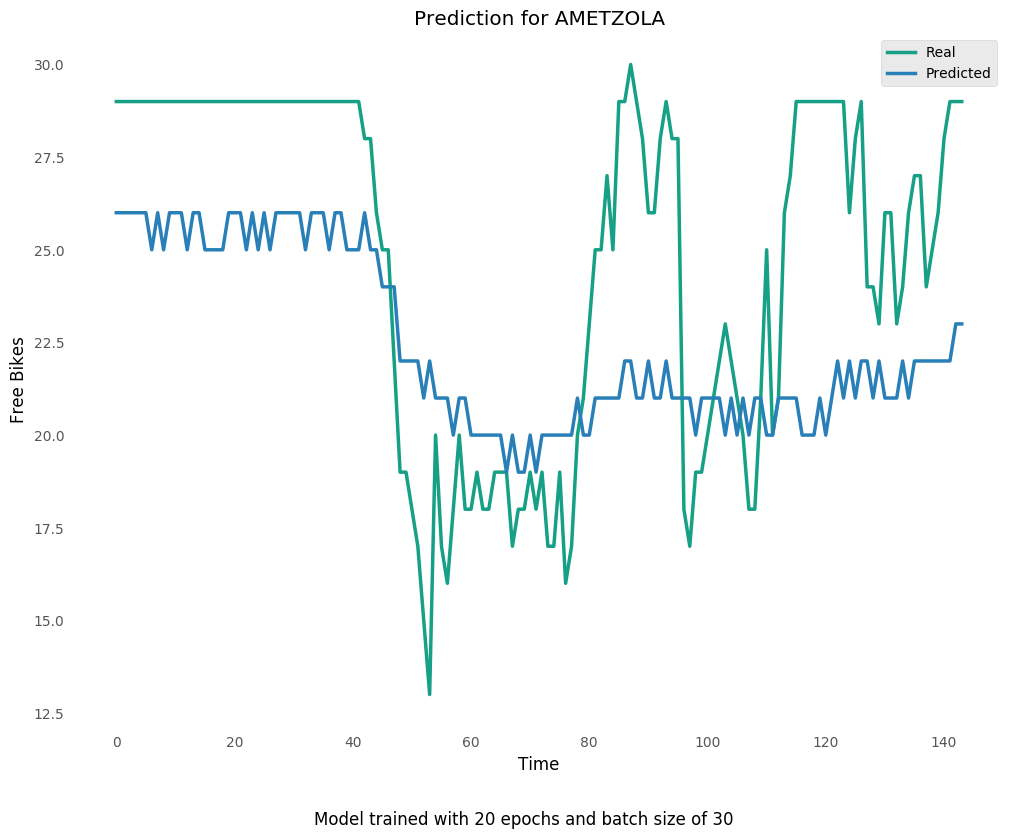 Prediction for AMETZOLA
Real
Predicted
30.0
27.5
25.0
22.5
20.0
17.5
15.0
12.5
Free Bikes
0 20 40 60 80 100 120 140
Time
Model trained with 20 epochs and batch size of 30